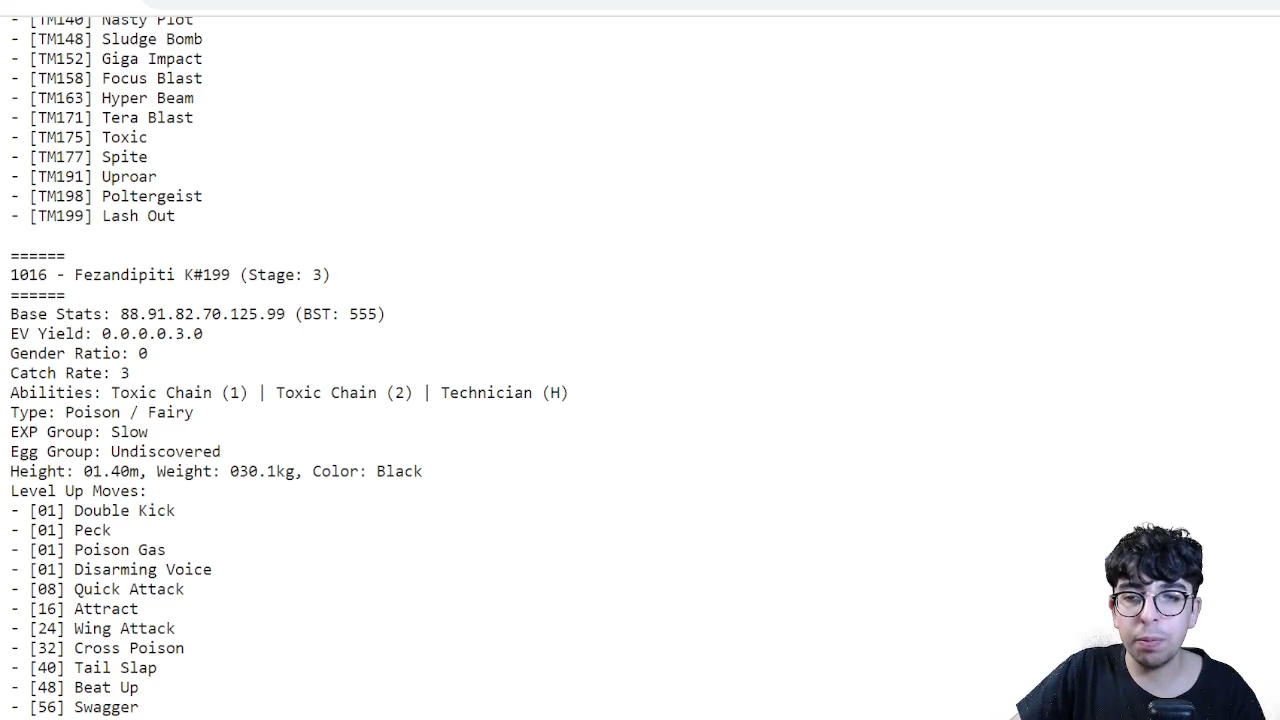 - [TM140] Nasty Plot
- [TM148] Sludge Bomb
- [TM152] Giga Impact
- [TM158] Focus Blast
- [TM163] Hyper Beam
- [TM171] Tera Blast
- [TM175] Toxic
- [TM177] Spite
- [TM191] Uproar
- [TM198] Poltergeist
- [TM199] Lash Out
======
1016 - Fezandipiti K#199 (Stage: 3)
======
Base Stats: 88.91.82.70.125.99 (BST: 555)
EV Yield: 0.0.0.0.3.0
Gender Ratio: 0
Catch Rate: 3
Abilities: Toxic Chain (1) | Toxic Chain (2) | Technician (H)
Type: Poison / Fairy
EXP Group: Slow
Egg Group: Undiscovered
Height: 01.40m, Weight: 030.1kg, Color: Black
Level Up Moves:
- [01] Double Kick
- [01] Peck
- [01] Poison Gas
- [01] Disarming Voice
- [08] Quick Attack
- [16] Attract
- [24] Wing Attack
- [32] Cross Poison
- [40] Tail Slap
- [48] Beat Up
- [56] Swagger